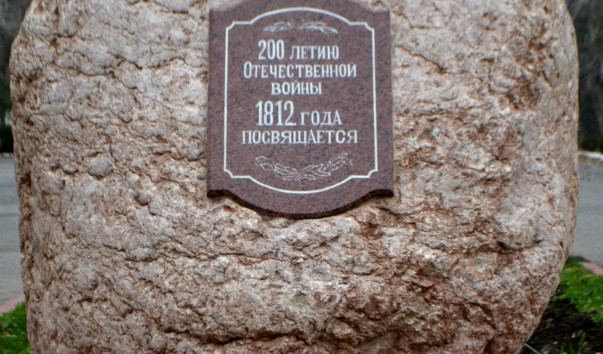 200 ЛЕТИЮ
ОТЕЧЕСТВЕННОЙ
ВОЙНЫ
1812 ГОДА
ПОСВЯЩАЕТСЯ